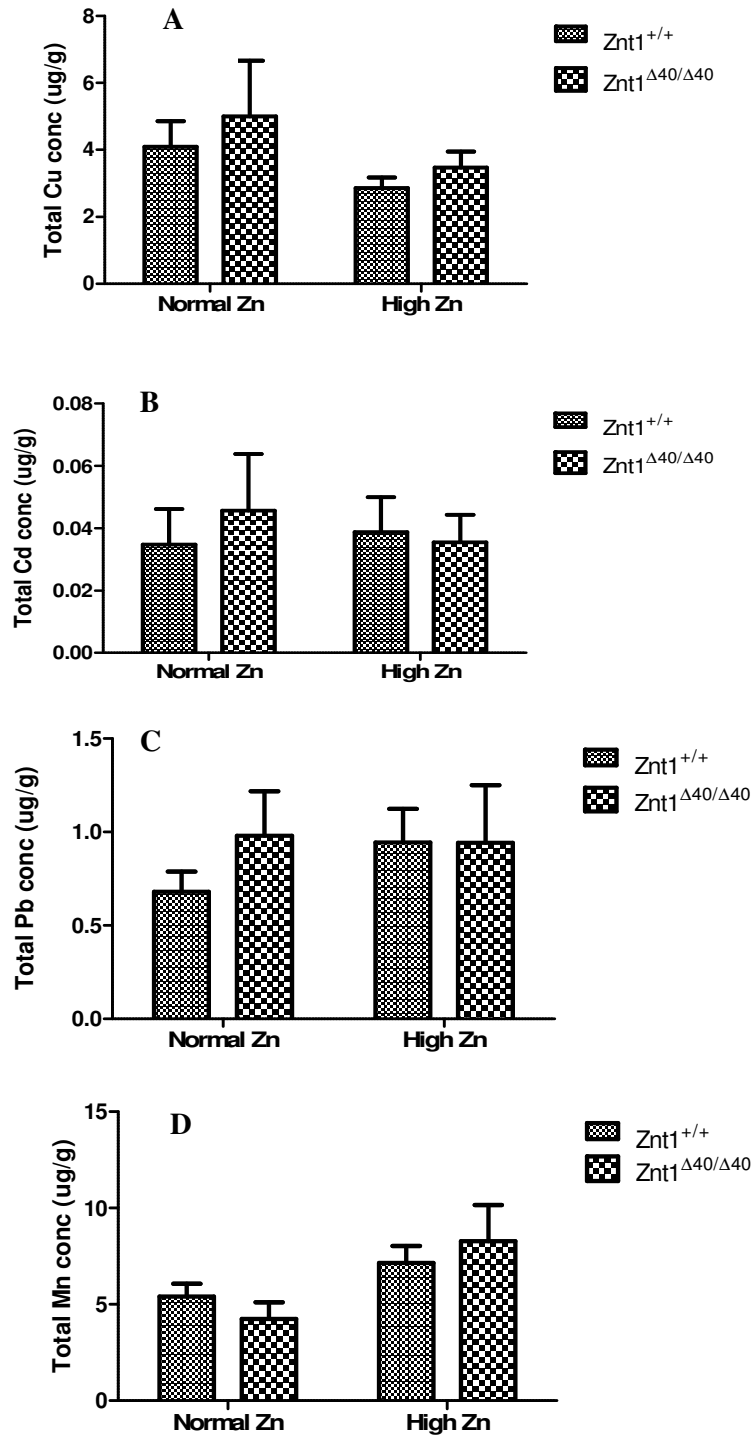 A
Total Cu conc (ug/g)
8
6
4
2
0
Normal Zn
High Zn
Znt1+/+
Znt1Δ40/Δ40
B
Total Cd conc (ug/g)
0.08
0.06
0.04
0.02
0.00
Normal Zn
High Zn
Znt1+/+
Znt1Δ40/Δ40
C
Total Pb conc (ug/g)
1.5
1.0
0.5
0.0
Normal Zn
High Zn
Znt1+/+
Znt1Δ40/Δ40
D
Total Mn conc (ug/g)
15
10
5
0
Normal Zn
High Zn
Znt1+/+
Znt1Δ40/Δ40